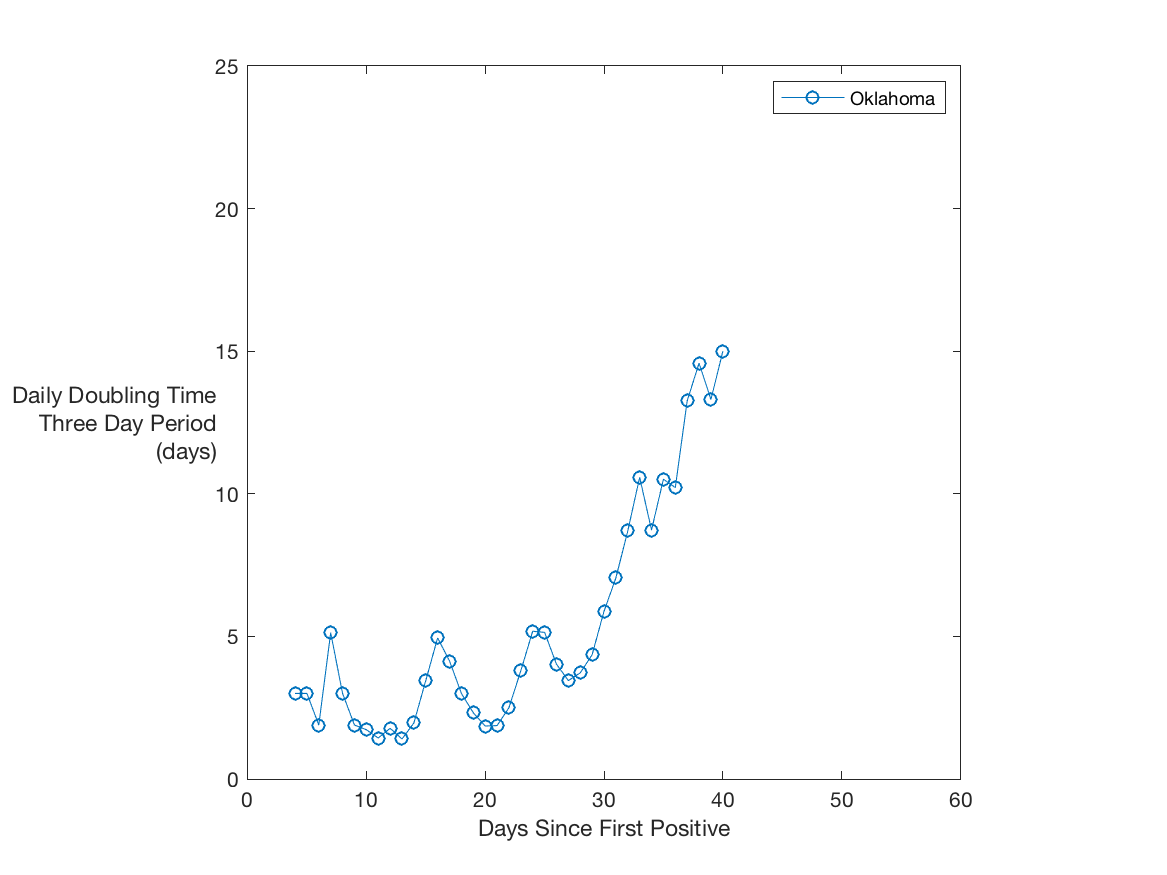 25
20
15
10
5
0
Daily Doubling Time
Three Day Period
(days)
Oklahoma
0 10 20 30 40 50 60
Days Since First Positive